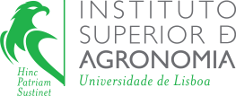 INSTITUTO
SUPERIOR Ð
AGRONOMIA
Universidade de Lisboa
Hinc
Patriam
Sustinet